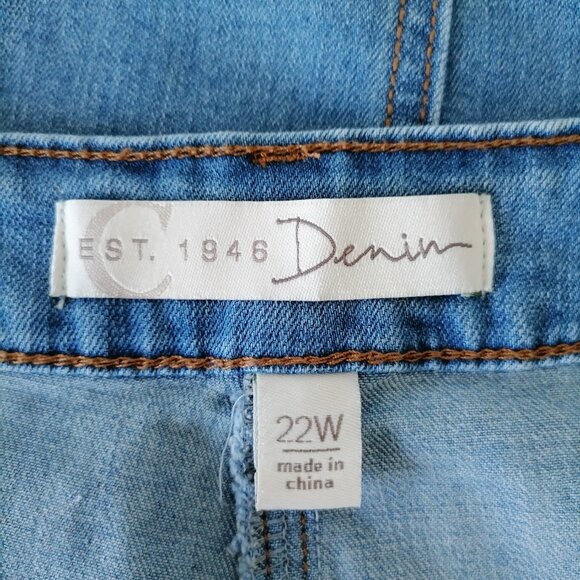 C EST. 1946 Denim
22W
made in
china